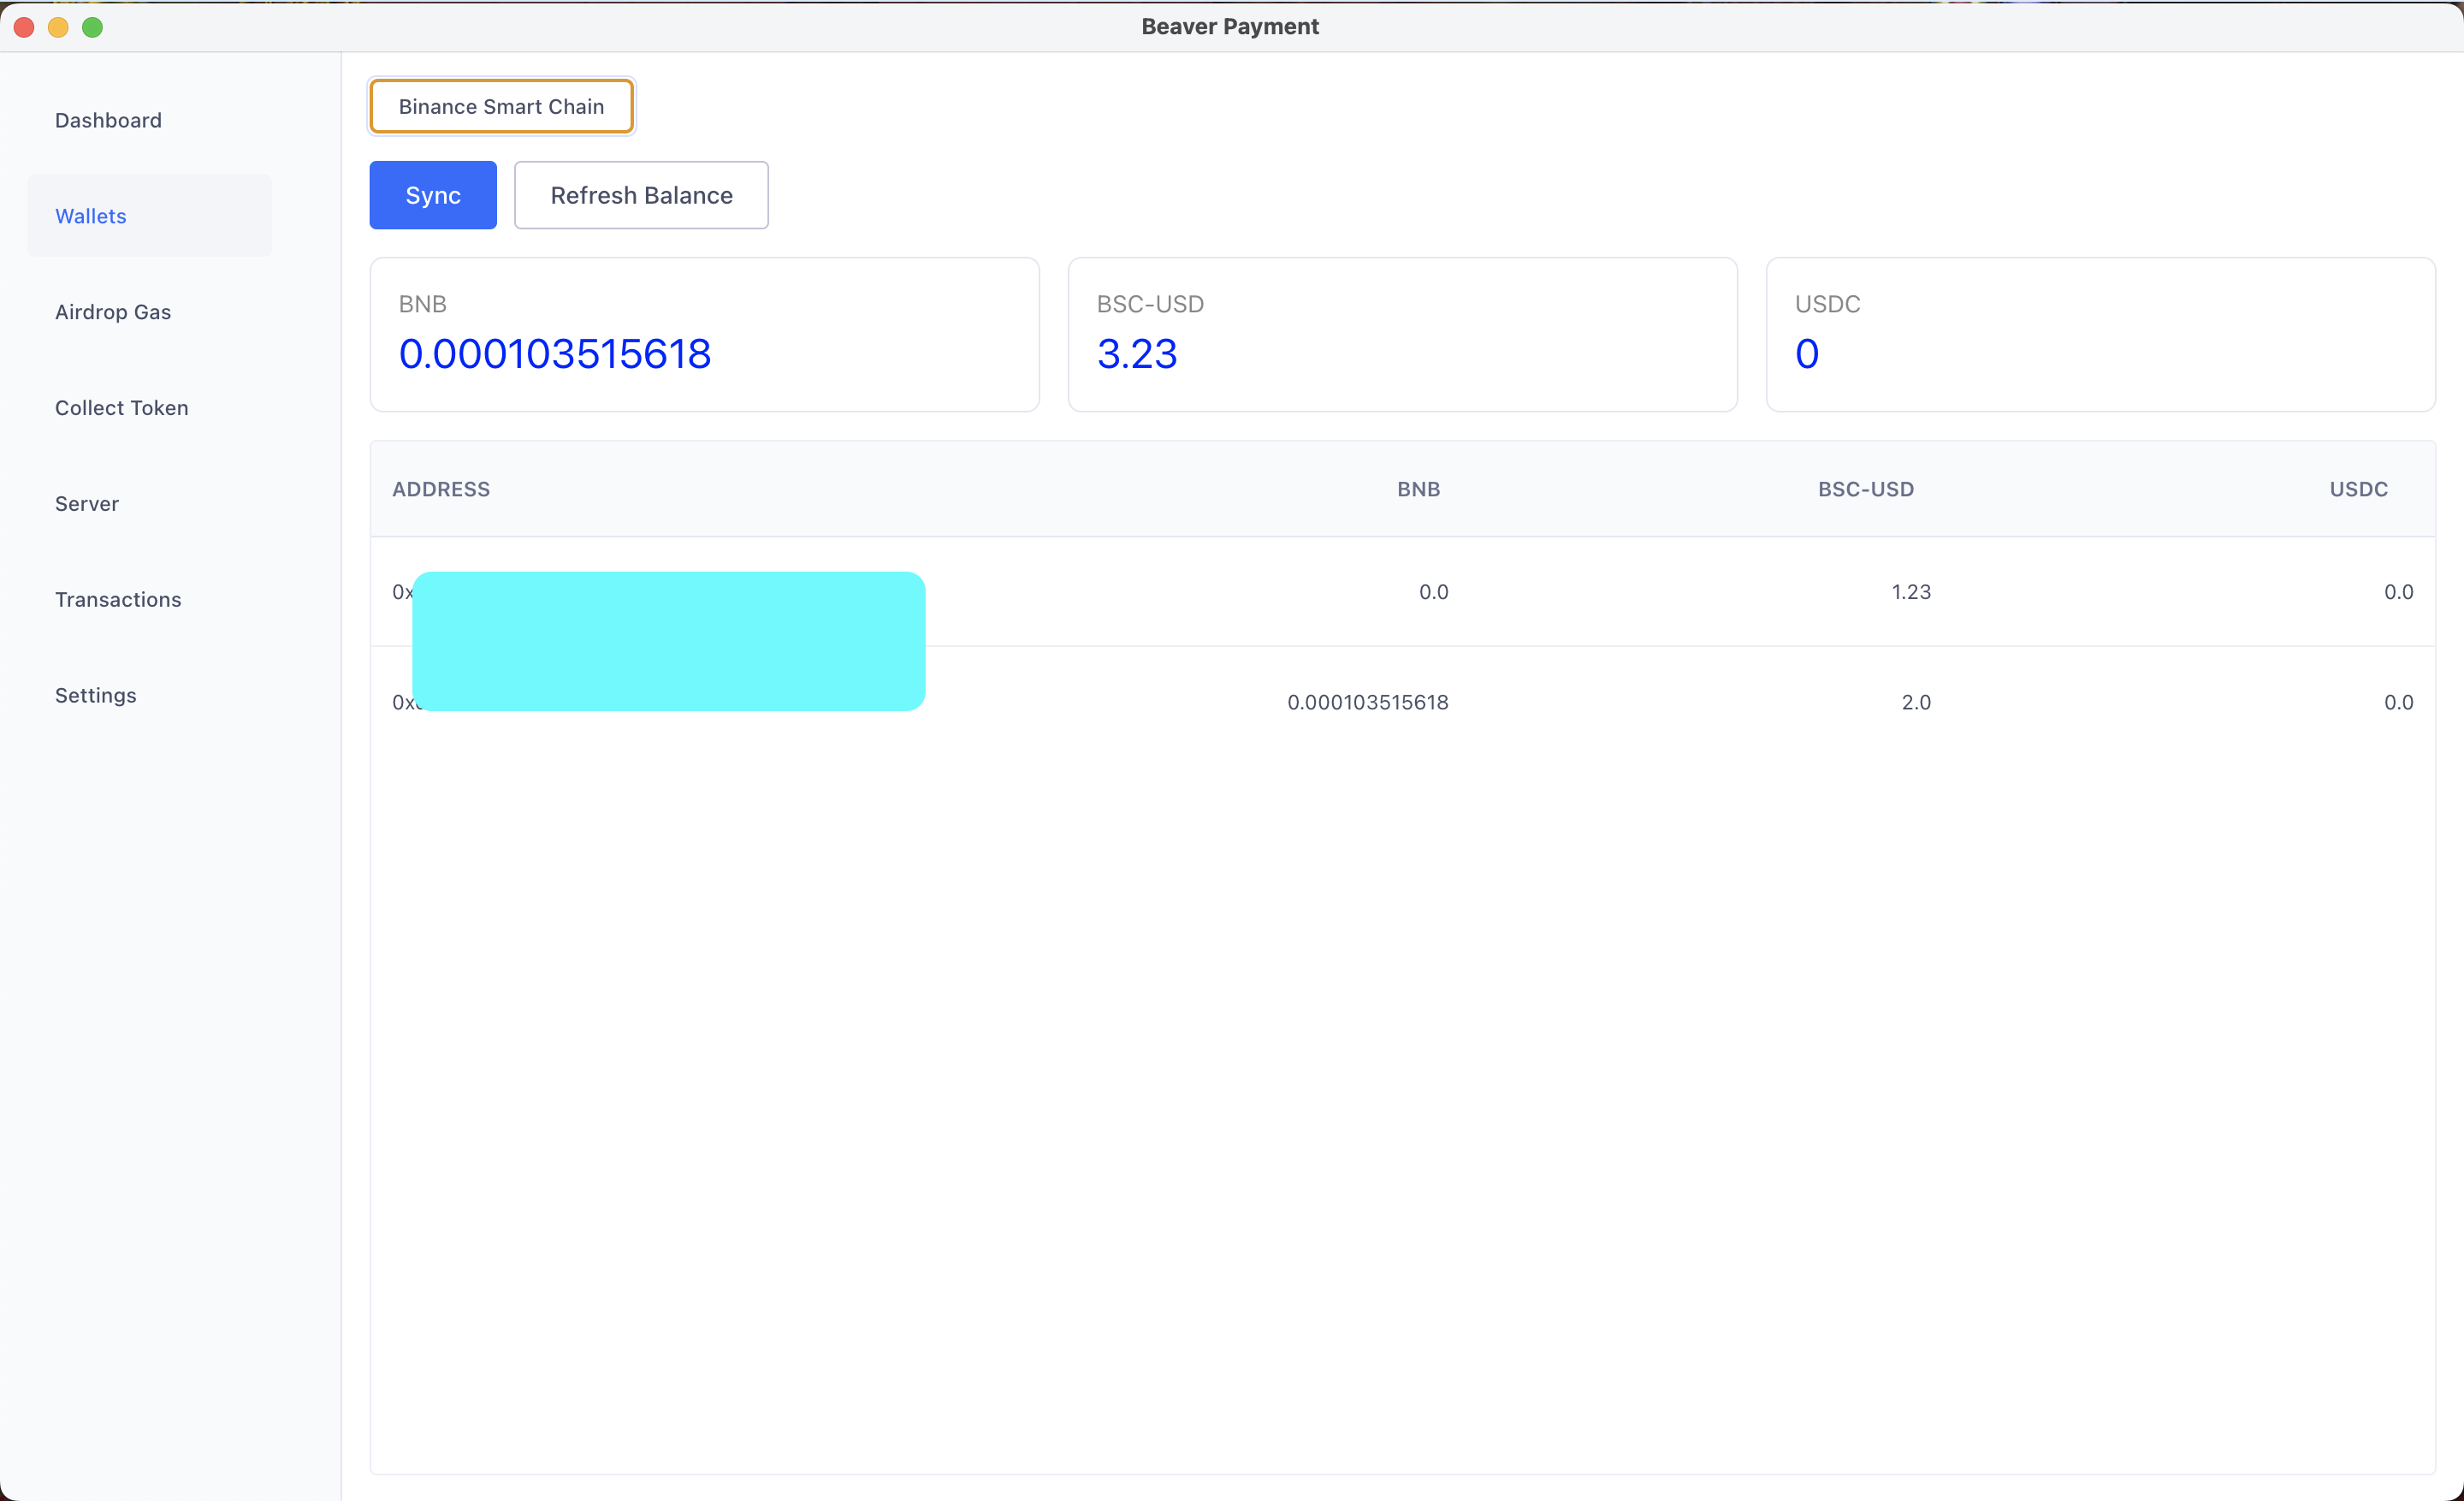 Beaver Payment
Dashboard
Wallets
Airdrop Gas
Collect Token
Server
Transactions
Settings
Binance Smart Chain
Sync Refresh Balance
BNB BSC-USD USDC
0.000103515618 3.23 0
ADDRESS BNB BSC-USD USDC
0x 0.0 1.23 0.0
0x 0.000103515618 2.0 0.0